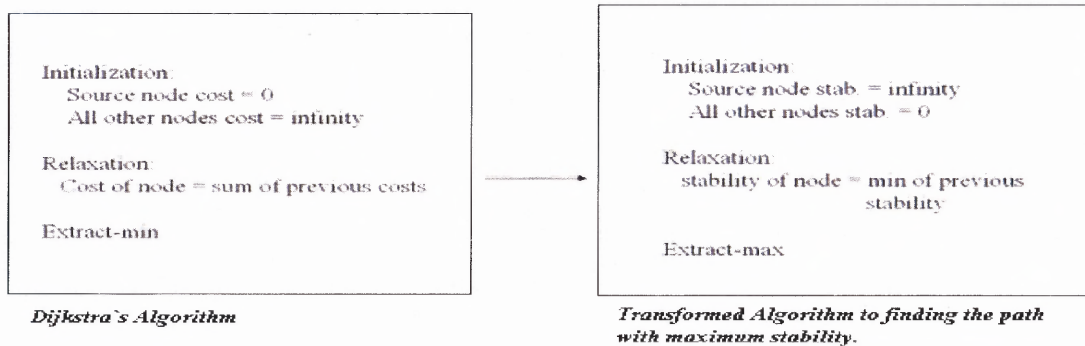 Initialization:
Source node cost = 0
All other nodes cost = infinity
Relaxation:
Cost of node = sum of previous costs
Extract-min
Dijkstra`s Algorithm
Initialization:
Source node stab. = infinity
All other nodes stab. = 0
Relaxation:
stability of node = min of previous
stability
Extract-max
Transformed Algorithm to finding the path
with maximum stability.